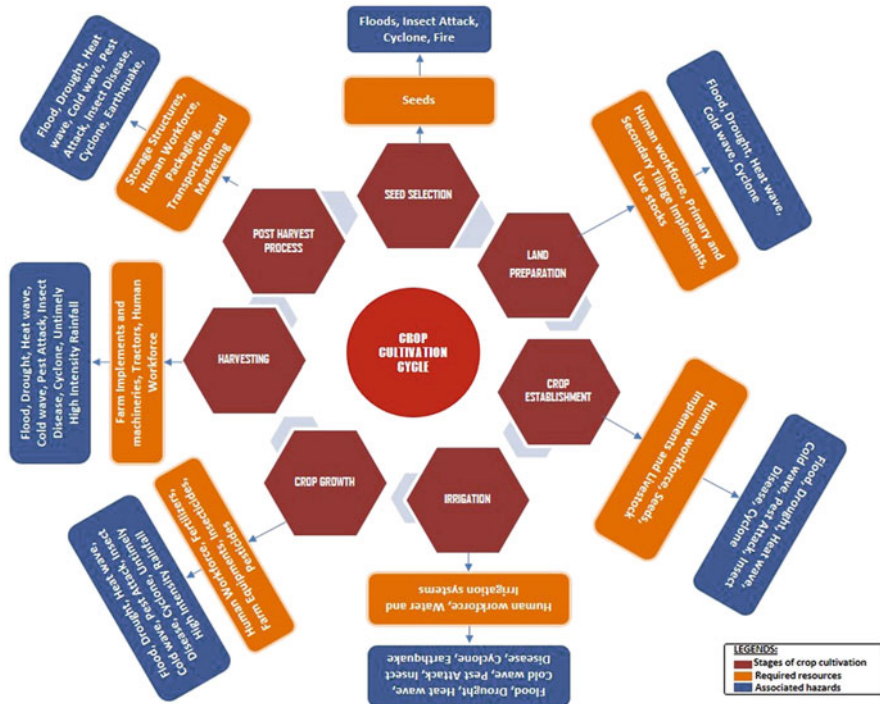 Floods, Insect Attack,
Cyclone, Fire
Seeds
SEED SELECTION
Flood, Drought, Heat wave,
Cold wave, Cyclone
Human workforce, Primary and
Secondary Tillage Implements,
Live stocks
LAND
PREPARATION
CROP
ESTABLISHMENT
Human workforce, Seeds,
Implements and Livestock
Flood, Drought, Heat wave,
Cold wave, Pest Attack, Insect
Disease, Cyclone
IRRIGATION
Human workforce, Water and
Irrigation systems
Flood, Drought, Heat wave,
Cold wave, Pest Attack, Insect
Disease, Cyclone, Earthquake
CROP GROWTH
Human Workforce, Fertilizers,
Farm Equipments, Insecticides,
Pesticides
Flood, Drought, Heat wave,
Cold wave, Pest Attack, Insect
Disease, Cyclone, Untimely
High Intensity Rainfall
HARVESTING
Farm Implements and
machineries, Tractors, Human
Workforce
Flood, Drought, Heat wave,
Cold wave, Pest Attack, Insect
Disease, Cyclone, Untimely
High Intensity Rainfall
POST HARVEST
PROCESS
Storage Structures,
Human Workforce,
Packaging,
Transportation and
Marketing
Flood, Drought, Heat
wave, Cold wave, Pest
Attack, Insect Disease,
Cyclone, Earthquake,
CROP
CULTIVATION
CYCLE
LEGENDS:
Stages of crop cultivation
Required resources
Associated hazards